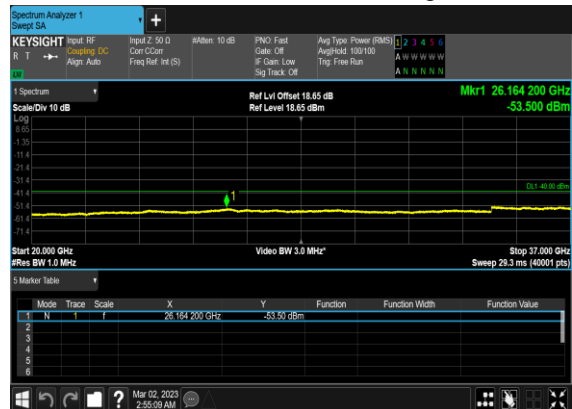 Spectrum Analyzer 1
Swept SA
KEYSIGHT Input: RF Input Z: 50 Ω #Atten: 10 dB PNO: Fast Avg Type: Power (RMS) 1 2 3 4 5 6
R T Coupling: DC Corr CCorr Gate: Off Avg|Hold: 100/100 A W W W W W
Align: Auto Freq Ref: Int (S) IF Gain: Low Trig: Free Run
LW Sig Track: Off A N N N N N
1 Spectrum Ref Lvl Offset 18.65 dB Mkr1 26.164 200 GHz
Scale/Div 10 dB Ref Level 18.65 dBm -53.500 dBm
Log
8.65
-1.35
-11.4
-21.4
-31.4
DL1 -40.00 dBm
-41.4
1
-51.4
-61.4
-71.4
Start 20.000 GHz Video BW 3.0 MHz* Stop 37.000 GHz
#Res BW 1.0 MHz Sweep 29.3 ms (40001 pts)
5 Marker Table
Mode Trace Scale X Y Function Function Width Function Value
1 N 1 f 26.164 200 GHz -53.50 dBm
2
3
4
5
6
? Mar 02, 2023
2:55:09 AM